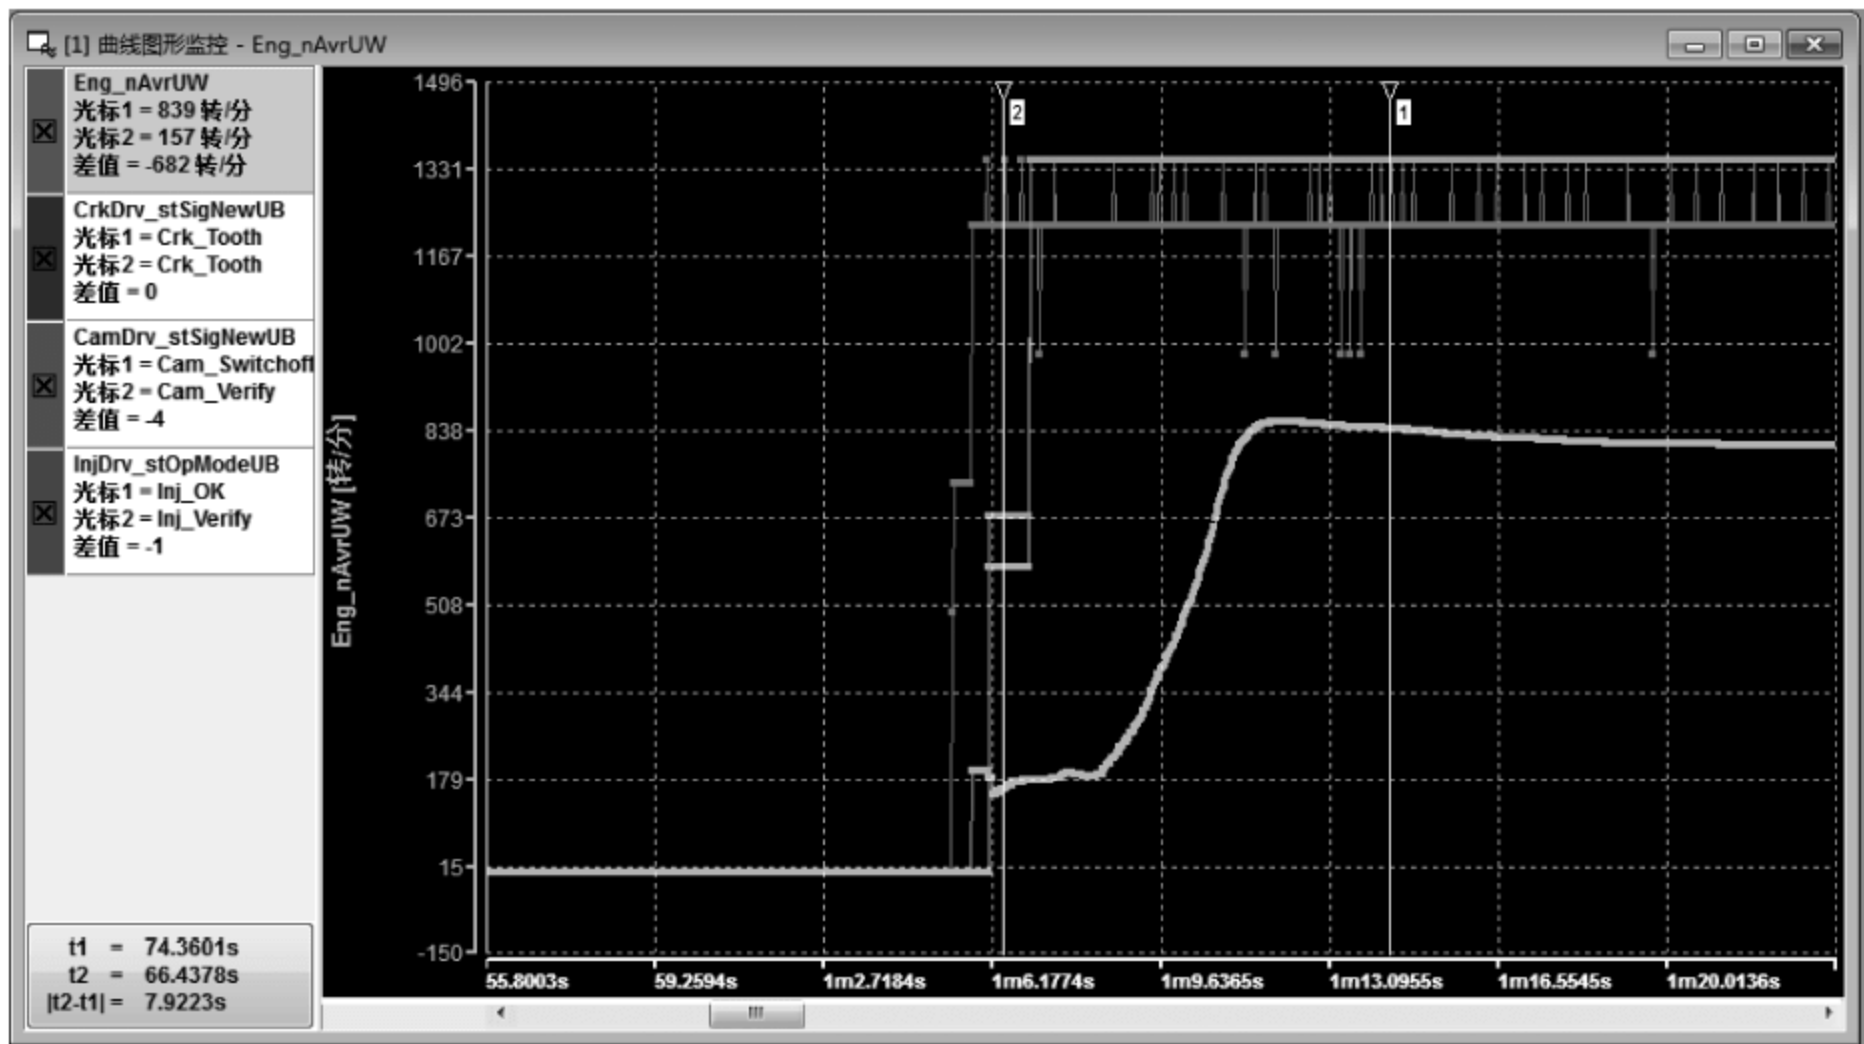 [1] 曲线图形监控 - Eng_nAvrUW
Eng_nAvrUW
光标1 = 839 转/分
光标2 = 157 转/分
差值 = -682 转/分
CrkDrv_stSigNewUB
光标1 = Crk_Tooth
光标2 = Crk_Tooth
差值 = 0
CamDrv_stSigNewUB
光标1 = Cam_Switchoff
光标2 = Cam_Verify
差值 = -4
InjDrv_stOpModeUB
光标1 = Inj_OK
光标2 = Inj_Verify
差值 = -1
t1 = 74.3601s
t2 = 66.4378s
|t2-t1| = 7.9223s
Eng_nAvrUW [转/分]
1496
1331
1167
1002
838
673
508
344
179
15
-150
2
1
55.8003s
59.2594s
1m2.7184s
1m6.1774s
1m9.6365s
1m13.0955s
1m16.5545s
1m20.0136s